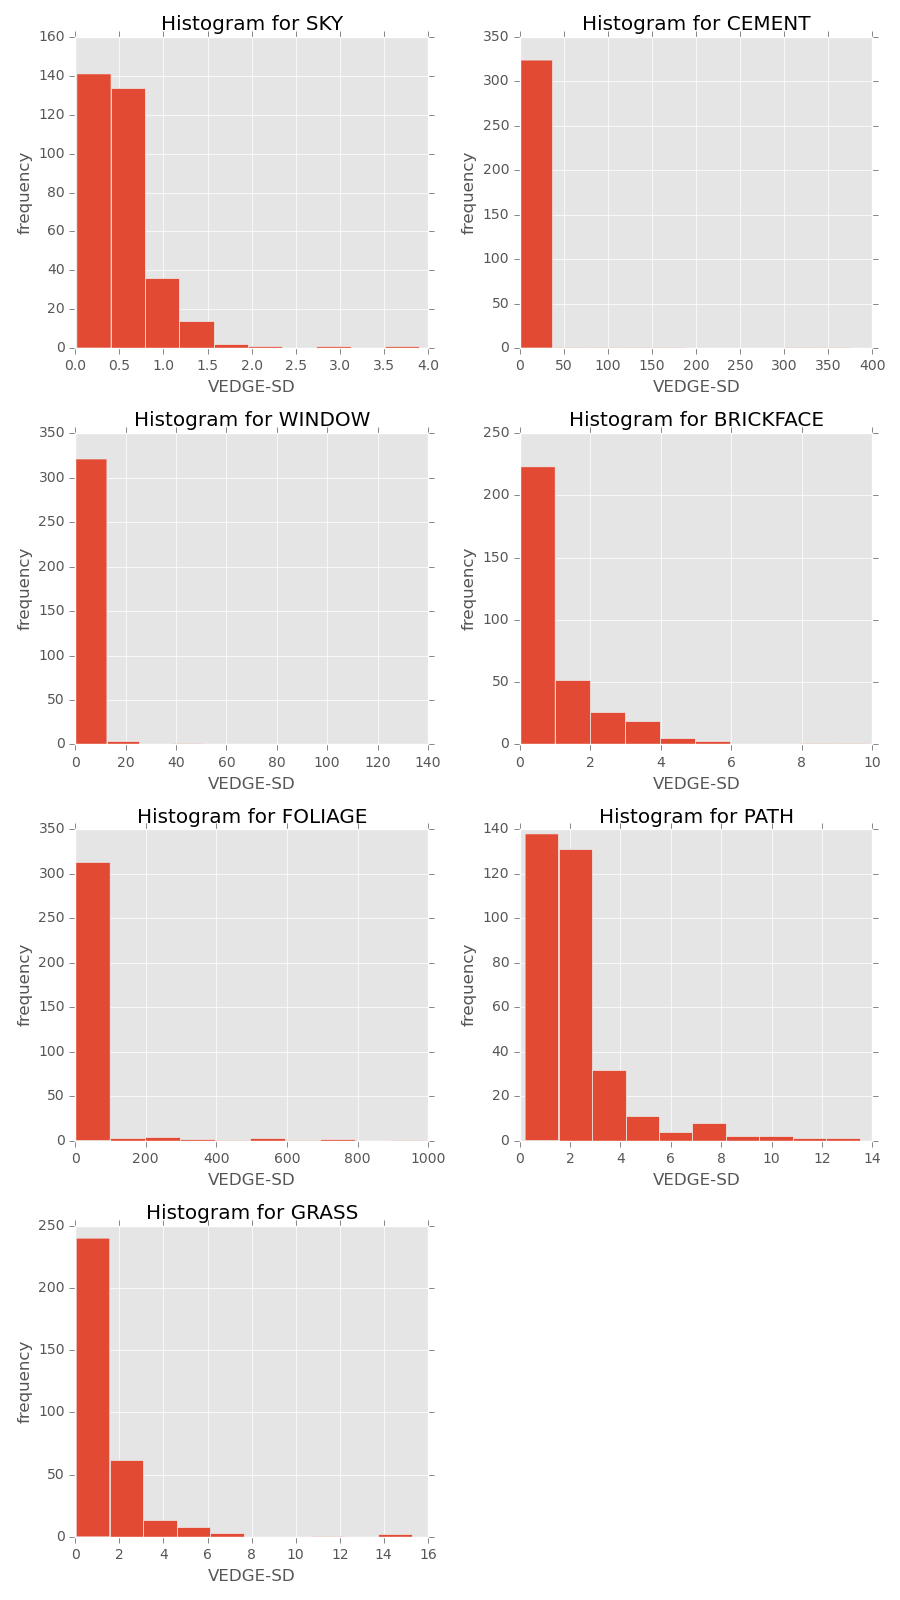 Histogram for SKY
160
140
120
100
80
60
40
20
0
0.0 0.5 1.0 1.5 2.0 2.5 3.0 3.5 4.0
VEDGE-SD
frequency
Histogram for CEMENT
350
300
250
200
150
100
50
0
0 50 100 150 200 250 300 350 400
VEDGE-SD
frequency
Histogram for WINDOW
350
300
250
200
150
100
50
0
0 20 40 60 80 100 120 140
VEDGE-SD
frequency
Histogram for BRICKFACE
250
200
150
100
50
0
0 2 4 6 8 10
VEDGE-SD
frequency
Histogram for FOLIAGE
350
300
250
200
150
100
50
0
0 200 400 600 800 1000
VEDGE-SD
frequency
Histogram for PATH
140
120
100
80
60
40
20
0
0 2 4 6 8 10 12 14
VEDGE-SD
frequency
Histogram for GRASS
250
200
150
100
50
0
0 2 4 6 8 10 12 14 16
VEDGE-SD
frequency